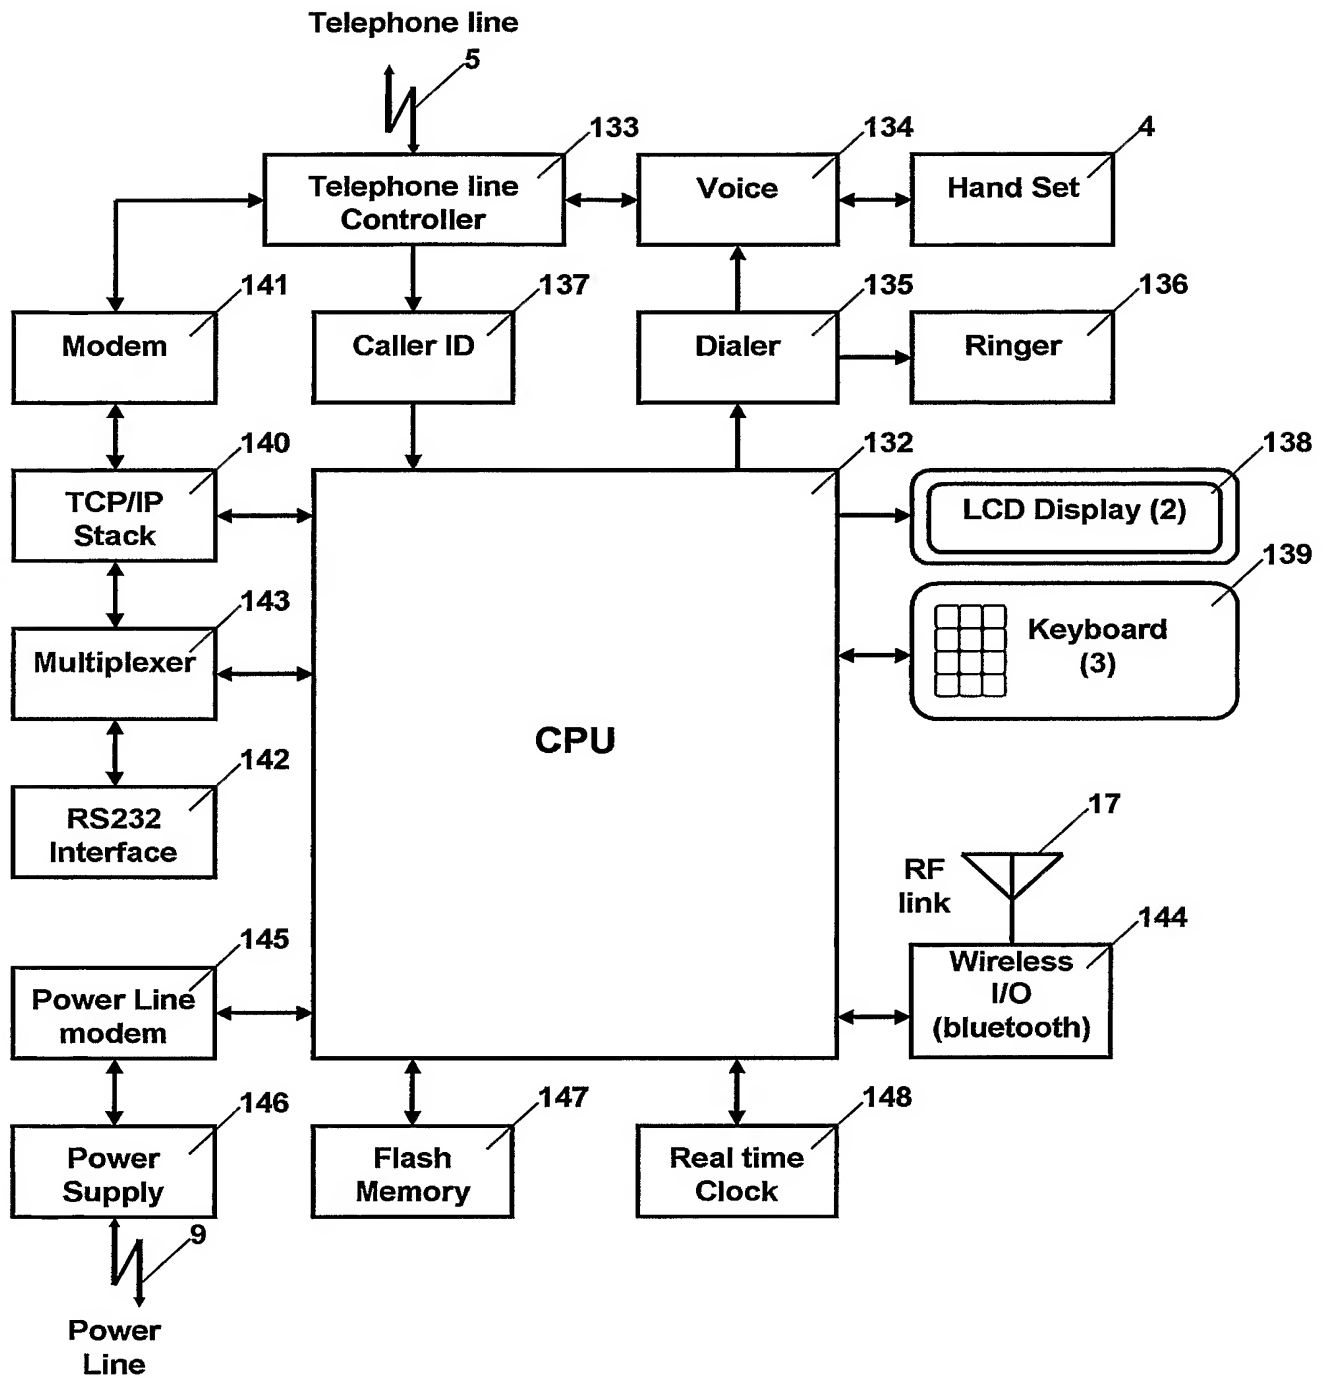 Telephone line
5
133
134
4
Telephone line
Controller
Voice
Hand Set
141
137
135
136
Modem
Caller ID
Dialer
Ringer
140
132
138
TCP/IP
Stack
LCD Display (2)
139
143
Multiplexer
Keyboard
(3)
CPU
142
RS232
Interface
17
RF
link
144
145
Power Line
modem
Wireless
I/O
(bluetooth)
146
147
148
Power
Supply
Flash
Memory
Real time
Clock
9
Power
Line